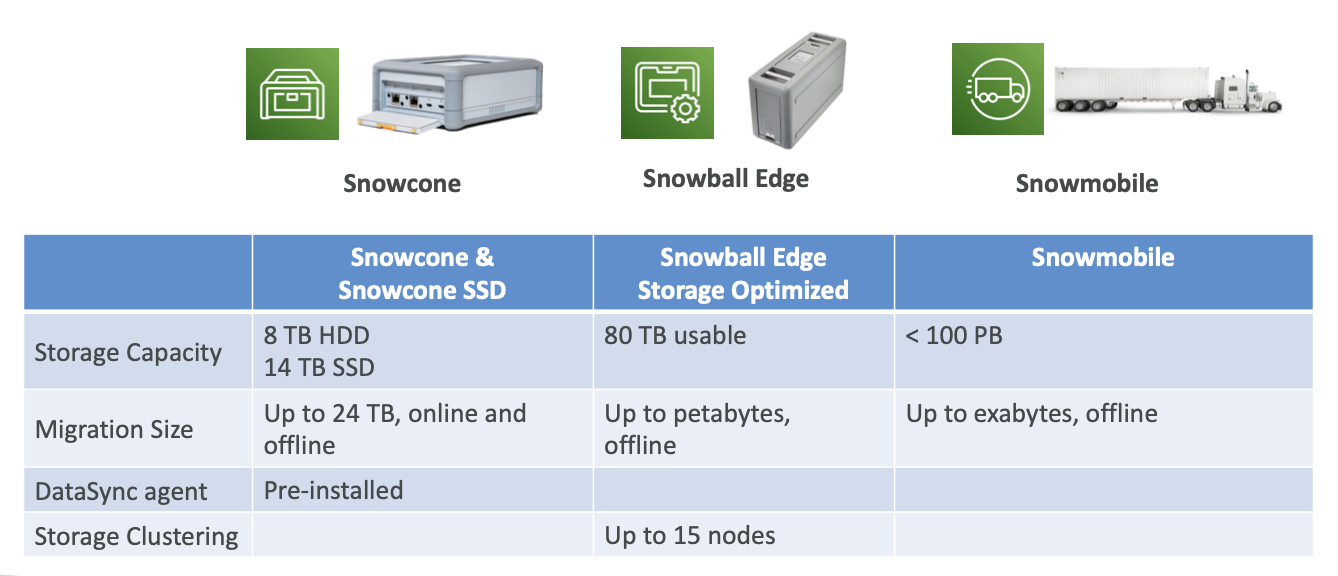 Snowcone
Snowball Edge
Snowmobile
Snowcone &
Snowcone SSD
Snowball Edge
Storage Optimized
Snowmobile
Storage Capacity
8 TB HDD
14 TB SSD
80 TB usable
< 100 PB
Migration Size
Up to 24 TB, online and
offline
Up to petabytes,
offline
Up to exabytes, offline
DataSync agent
Pre-installed
Storage Clustering
Up to 15 nodes